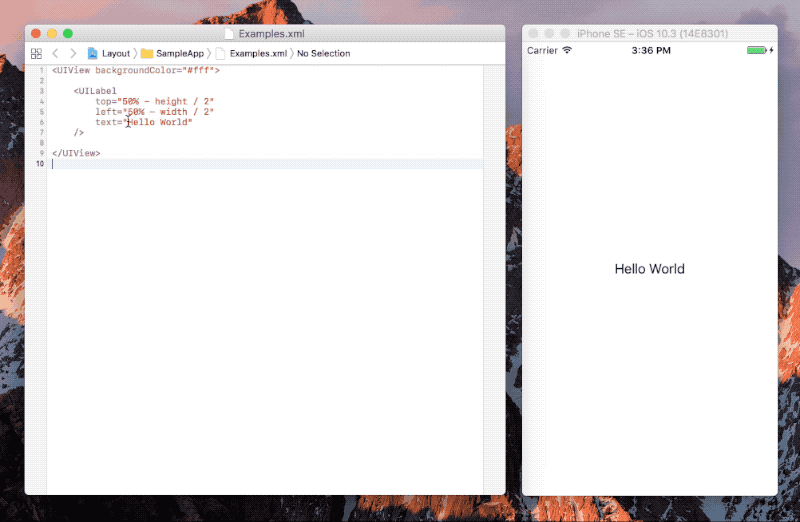 Examples.xml
Layout SampleApp Examples.xml No Selection
1 <UIView backgroundColor="#fff">
2
3 <UILabel
4 top="50% – height / 2"
5 left="50% – width / 2"
6 text="Hello World"
7 />
8
9 </UIView>
10
iPhone SE – iOS 10.3 (14E8301)
Carrier 3:36 PM
Hello World